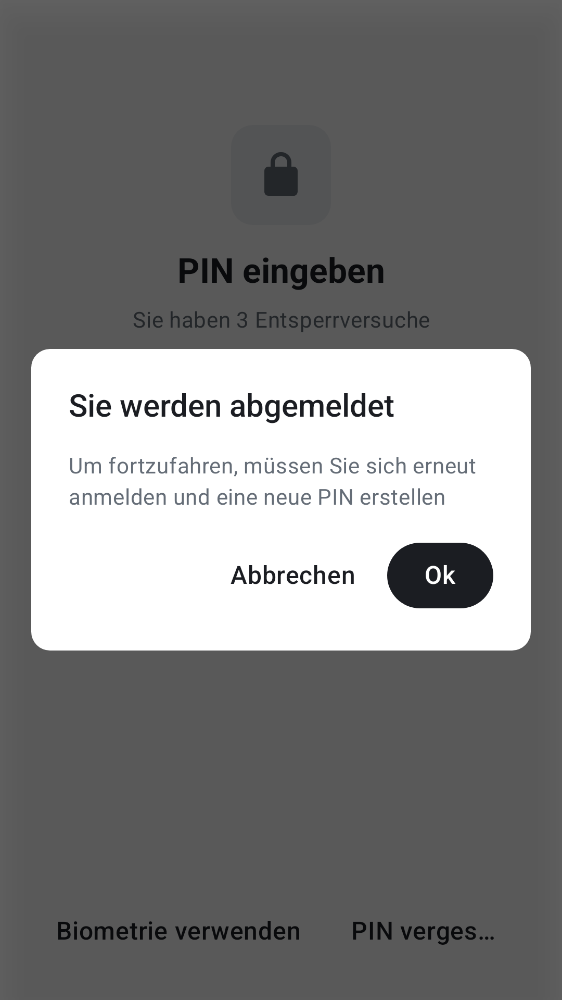 PIN eingeben
Sie haben 3 Entsperrversuche
Sie werden abgemeldet
Um fortzufahren, müssen Sie sich erneut
anmelden und eine neue PIN erstellen
Abbrechen
Ok
Biometrie verwenden
PIN verges…